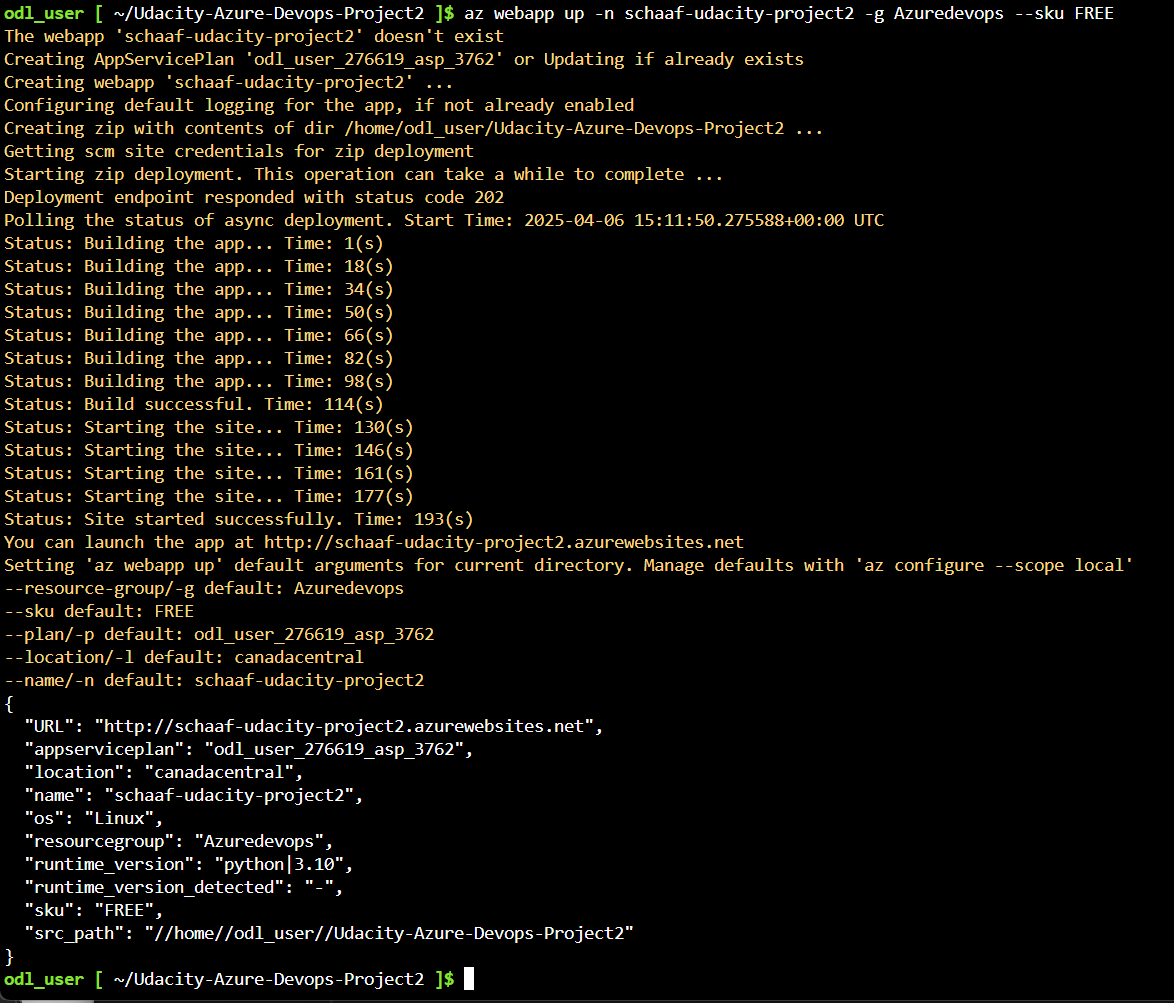 odl_user [ ~/Udacity-Azure-Devops-Project2 ]$ az webapp up -n schaaf-udacity-project2 -g Azuredevops --sku FREE
The webapp 'schaaf-udacity-project2' doesn't exist
Creating AppServicePlan 'odl_user_276619_asp_3762' or Updating if already exists
Creating webapp 'schaaf-udacity-project2' ...
Configuring default logging for the app, if not already enabled
Creating zip with contents of dir /home/odl_user/Udacity-Azure-Devops-Project2 ...
Getting scm site credentials for zip deployment
Starting zip deployment. This operation can take a while to complete ...
Deployment endpoint responded with status code 202
Polling the status of async deployment. Start Time: 2025-04-06 15:11:50.275588+00:00 UTC
Status: Building the app... Time: 1(s)
Status: Building the app... Time: 18(s)
Status: Building the app... Time: 34(s)
Status: Building the app... Time: 50(s)
Status: Building the app... Time: 66(s)
Status: Building the app... Time: 82(s)
Status: Building the app... Time: 98(s)
Status: Build successful. Time: 114(s)
Status: Starting the site... Time: 130(s)
Status: Starting the site... Time: 146(s)
Status: Starting the site... Time: 161(s)
Status: Starting the site... Time: 177(s)
Status: Site started successfully. Time: 193(s)
You can launch the app at http://schaaf-udacity-project2.azurewebsites.net
Setting 'az webapp up' default arguments for current directory. Manage defaults with 'az configure --scope local'
--resource-group/-g default: Azuredevops
--sku default: FREE
--plan/-p default: odl_user_276619_asp_3762
--location/-l default: canadacentral
--name/-n default: schaaf-udacity-project2
{
  "URL": "http://schaaf-udacity-project2.azurewebsites.net",
  "appserviceplan": "odl_user_276619_asp_3762",
  "location": "canadacentral",
  "name": "schaaf-udacity-project2",
  "os": "Linux",
  "resourcegroup": "Azuredevops",
  "runtime_version": "python|3.10",
  "runtime_version_detected": "-",
  "sku": "FREE",
  "src_path": "//home//odl_user//Udacity-Azure-Devops-Project2"
}
odl_user [ ~/Udacity-Azure-Devops-Project2 ]$